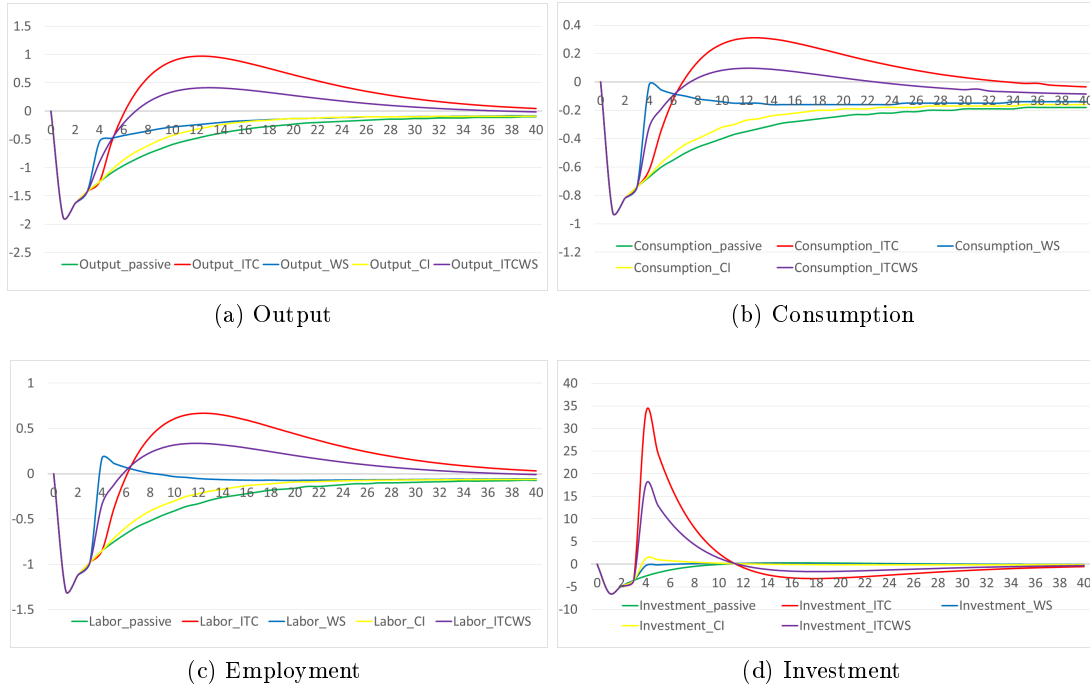 1.5
1
0.5
0
-0.5
-1
-1.5
-2
-2.5
0 2 4 6 8 10 12 14 16 18 20 22 24 26 28 30 32 34 36 38 40
Output_passive Output_ITC Output_WS Output_CI Output_ITCWS
(a) Output
0.4
0.2
0
-0.2
-0.4
-0.6
-0.8
-1
-1.2
0 2 4 6 8 10 12 14 16 18 20 22 24 26 28 30 32 34 36 38 40
Consumption_passive Consumption_ITC Consumption_WS
Consumption_CI Consumption_ITCWS
(b) Consumption
1
0.5
0
-0.5
-1
-1.5
0 2 4 6 8 10 12 14 16 18 20 22 24 26 28 30 32 34 36 38 40
Labor_passive Labor_ITC Labor_WS Labor_CI Labor_ITCWS
(c) Employment
40
35
30
25
20
15
10
5
0
-5
-10
0 2 4 6 8 10 12 14 16 18 20 22 24 26 28 30 32 34 36 38 40
Investment_passive Investment_ITC Investment_WS
Investment_CI Investment_ITCWS
(d) Investment